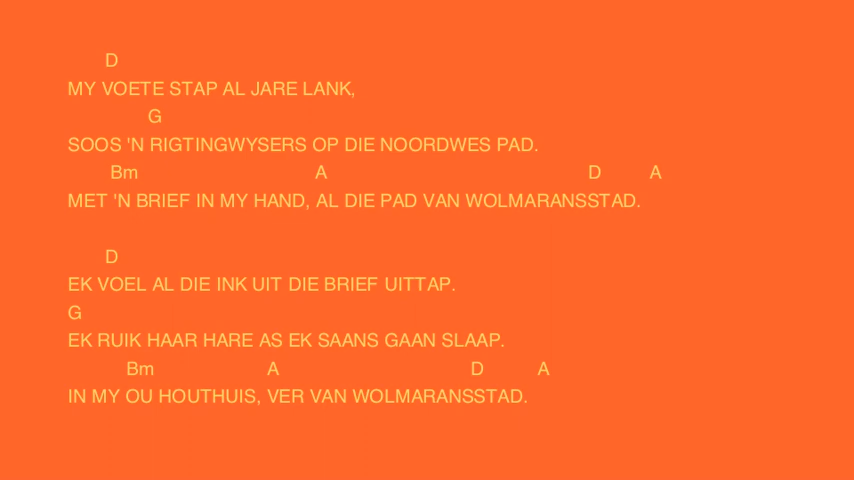 D
MY VOETE STAP AL JARE LANK,
G
SOOS 'N RIGTINGWYSERS OP DIE NOORDWES PAD.
Bm A D A
MET 'N BRIEF IN MY HAND, AL DIE PAD VAN WOLMARANSSTAD.
D
EK VOEL AL DIE INK UIT DIE BRIEF UITTAP.
G
EK RUIK HAAR HARE AS EK SAANS GAAN SLAAP.
Bm A D A
IN MY OU HOUTHUIS, VER VAN WOLMARANSSTAD.